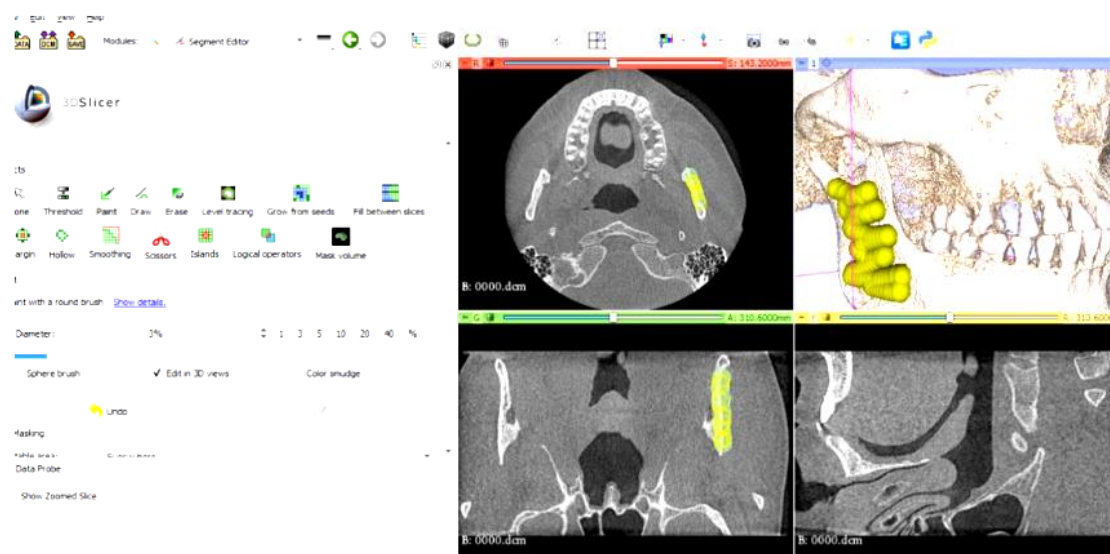 Edit View Help
DATA DCM SAVE Modules: Segment Editor
3DSlicer
Threshold Paint Draw Erase Level tracing Grow from seeds Fill between slices
Hollow Smoothing Scissors Islands Logical operators Mask volume
with a round brush Show details.
Diameter: 3% 1 3 5 10 20 40 %
Sphere brush Edit in 3D views Color smudge
Undo
Masking
Data Probe
Show Zoomed Slice
R S: 143.2000mm
B: 0000.dcm
1
G A: 310.6000mm
B: 0000.dcm
Y
B: 0000.dcm